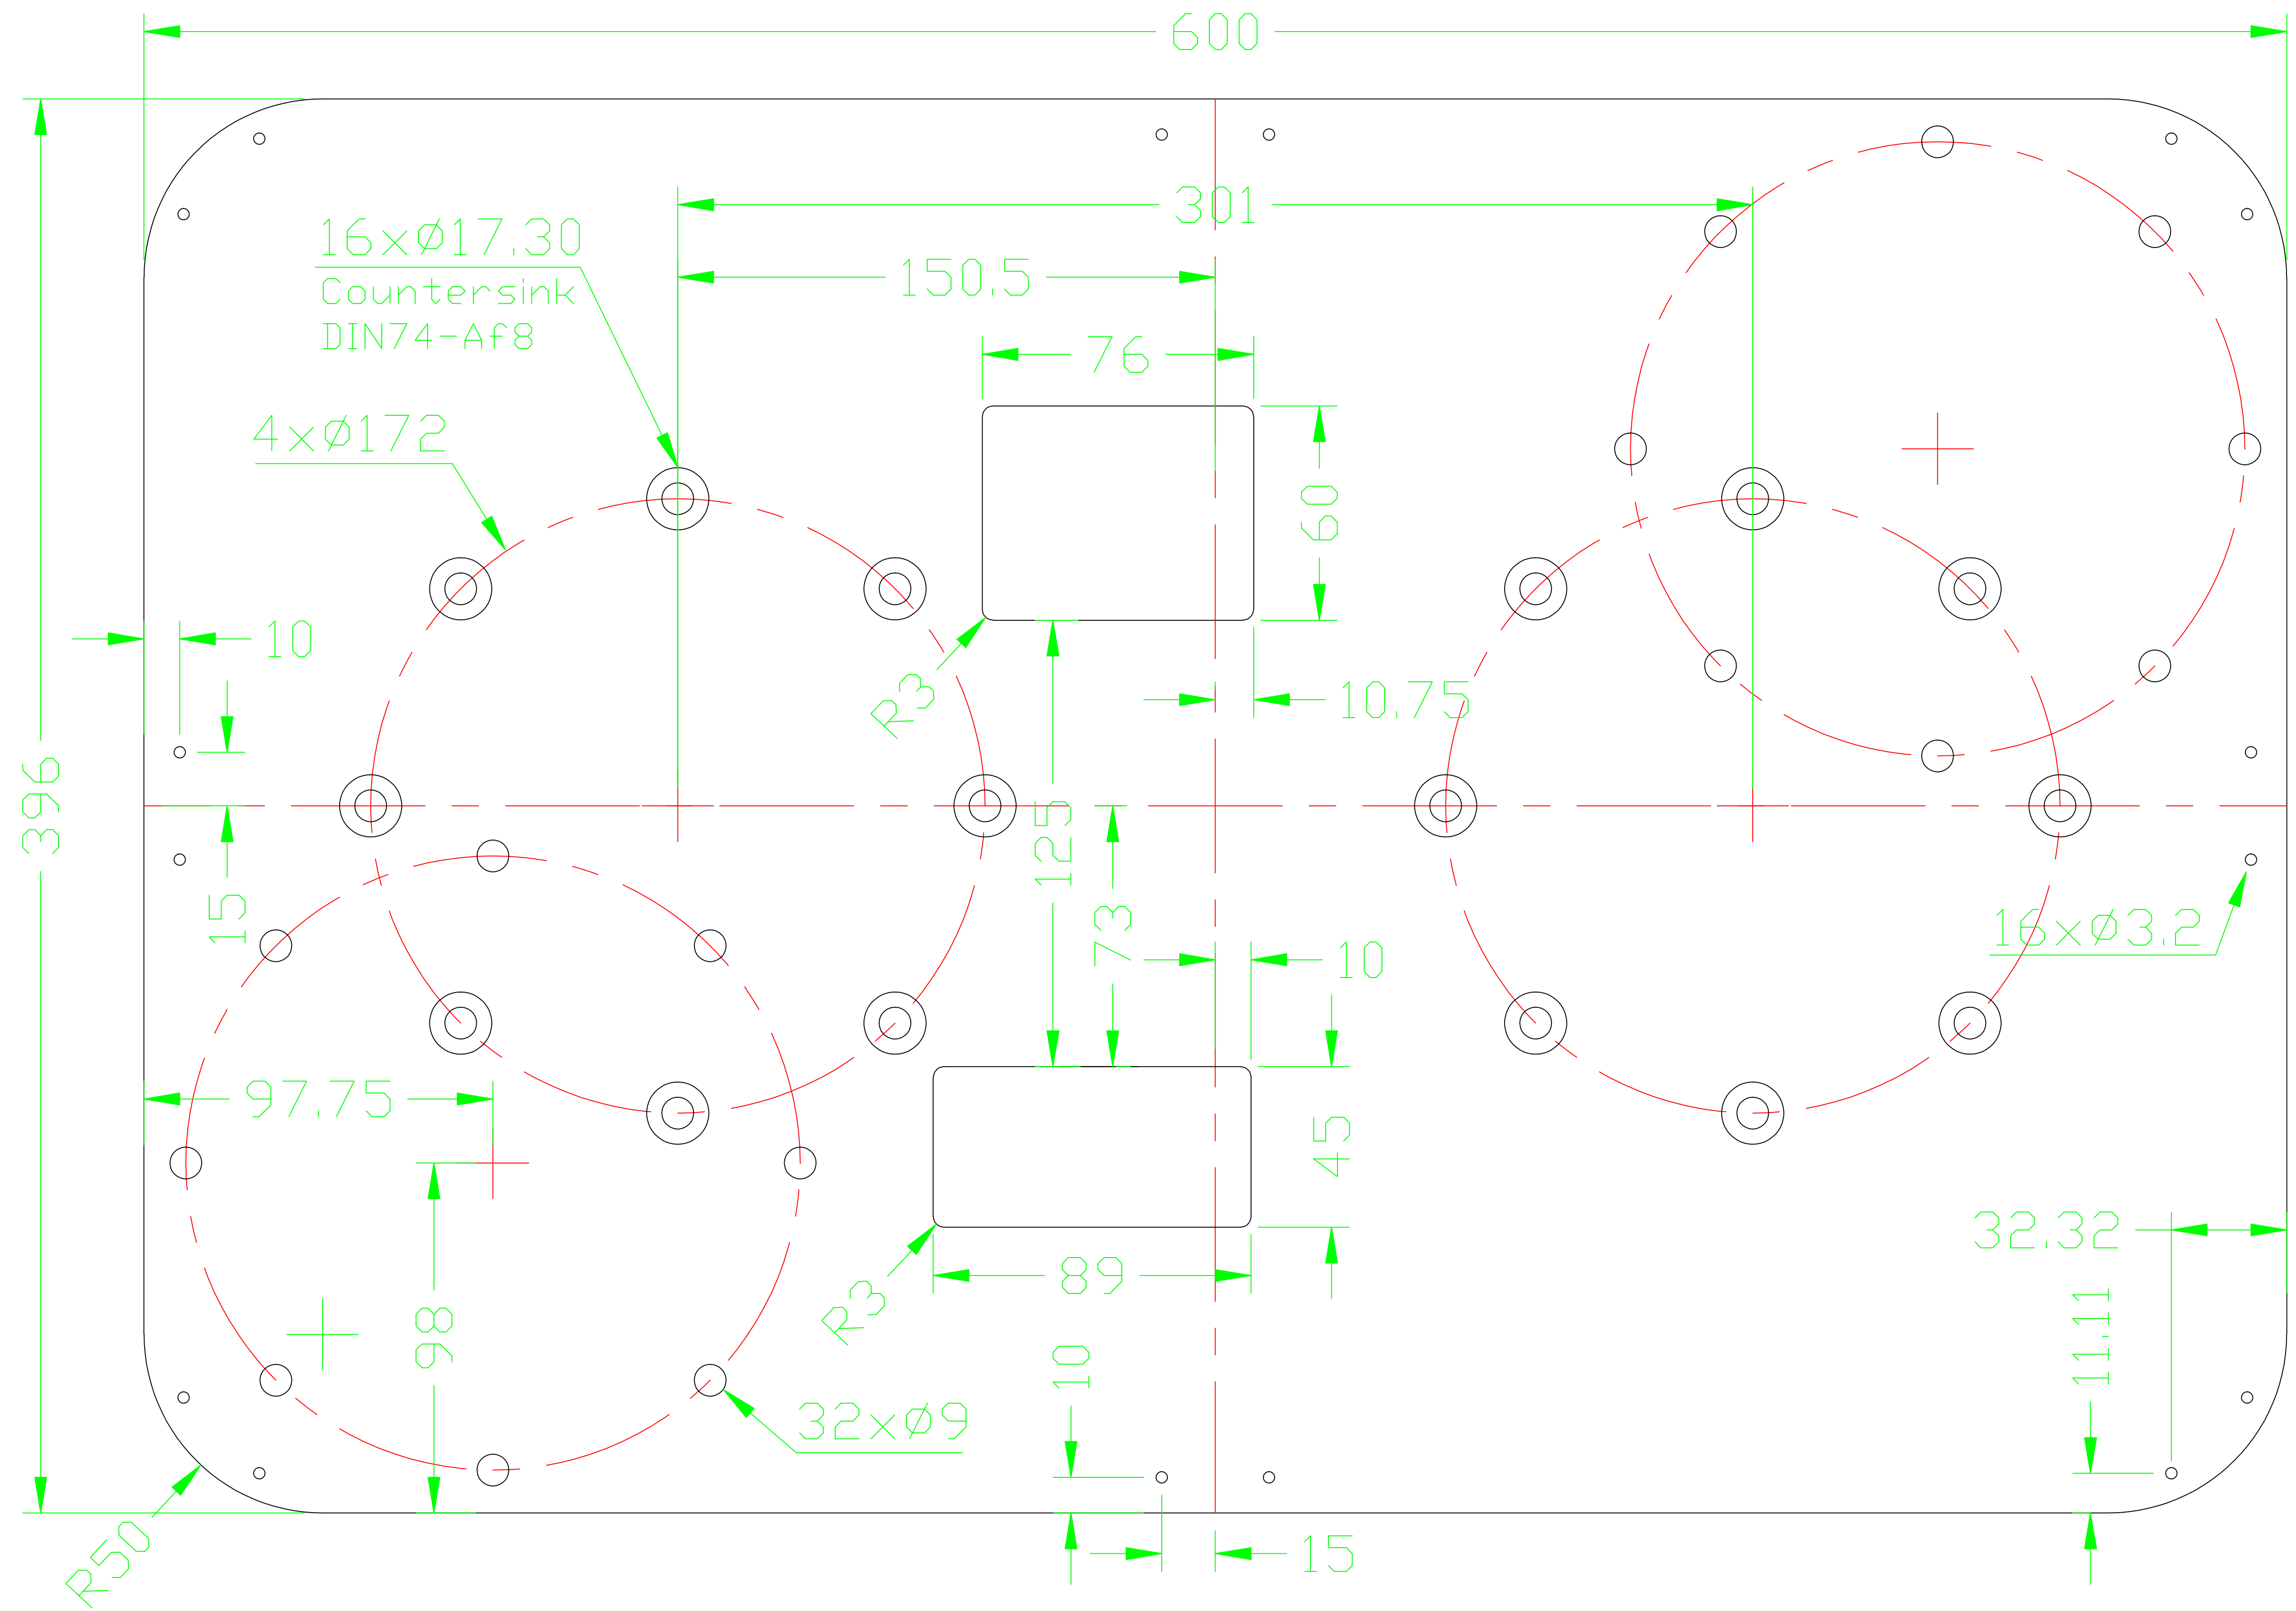 600
301
16xø17.30
Countersink
DIN74-Af8
150.5
76
4xø172
60
10
R3
10.75
396
125
15
73
16xø3.2
10
97.75
45
32.32
89
R3
98
11.11
10
32xø9
R50
15